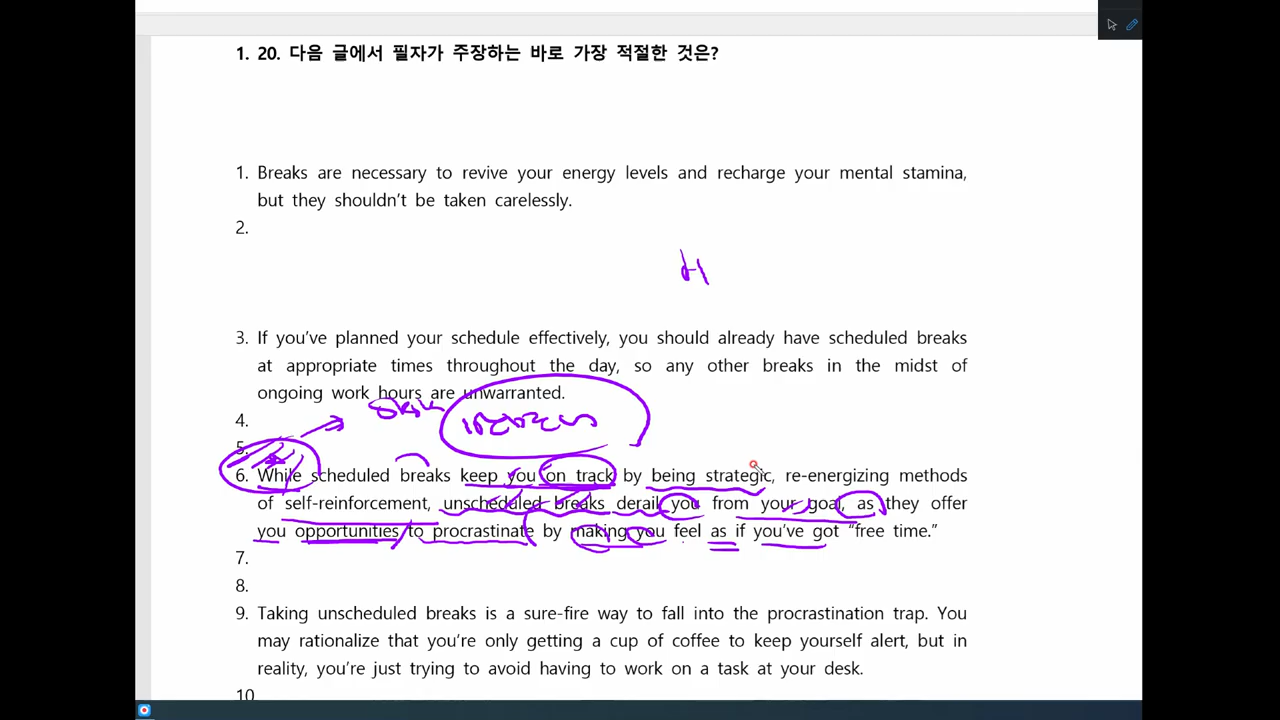 1. 20. 다음 글에서 필자가 주장하는 바로 가장 적절한 것은?
1. Breaks are necessary to revive your energy levels and recharge your mental stamina,
but they shouldn't be taken carelessly.
2.
3. If you've planned your schedule effectively, you should already have scheduled breaks
at appropriate times throughout the day, so any other breaks in the midst of
ongoing work hours are unwarranted.
4.
5.
6. While scheduled breaks keep you on track by being strategic, re-energizing methods
of self-reinforcement, unscheduled breaks derail you from your goal, as they offer
you opportunities to procrastinate by making you feel as if you've got “free time.”
7.
8.
9. Taking unscheduled breaks is a sure-fire way to fall into the procrastination trap. You
may rationalize that you're only getting a cup of coffee to keep yourself alert, but in
reality, you're just trying to avoid having to work on a task at your desk.
10